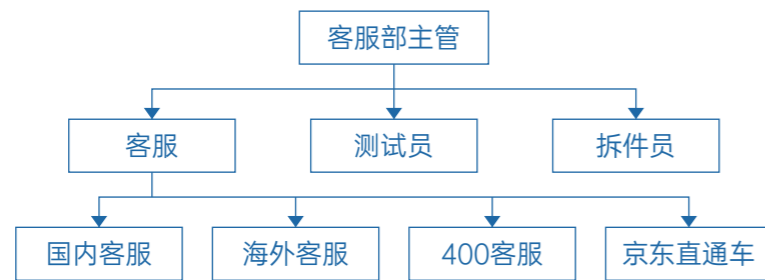 客服部主管
客服
测试员
拆件员
国内客服
海外客服
400客服
京东直通车